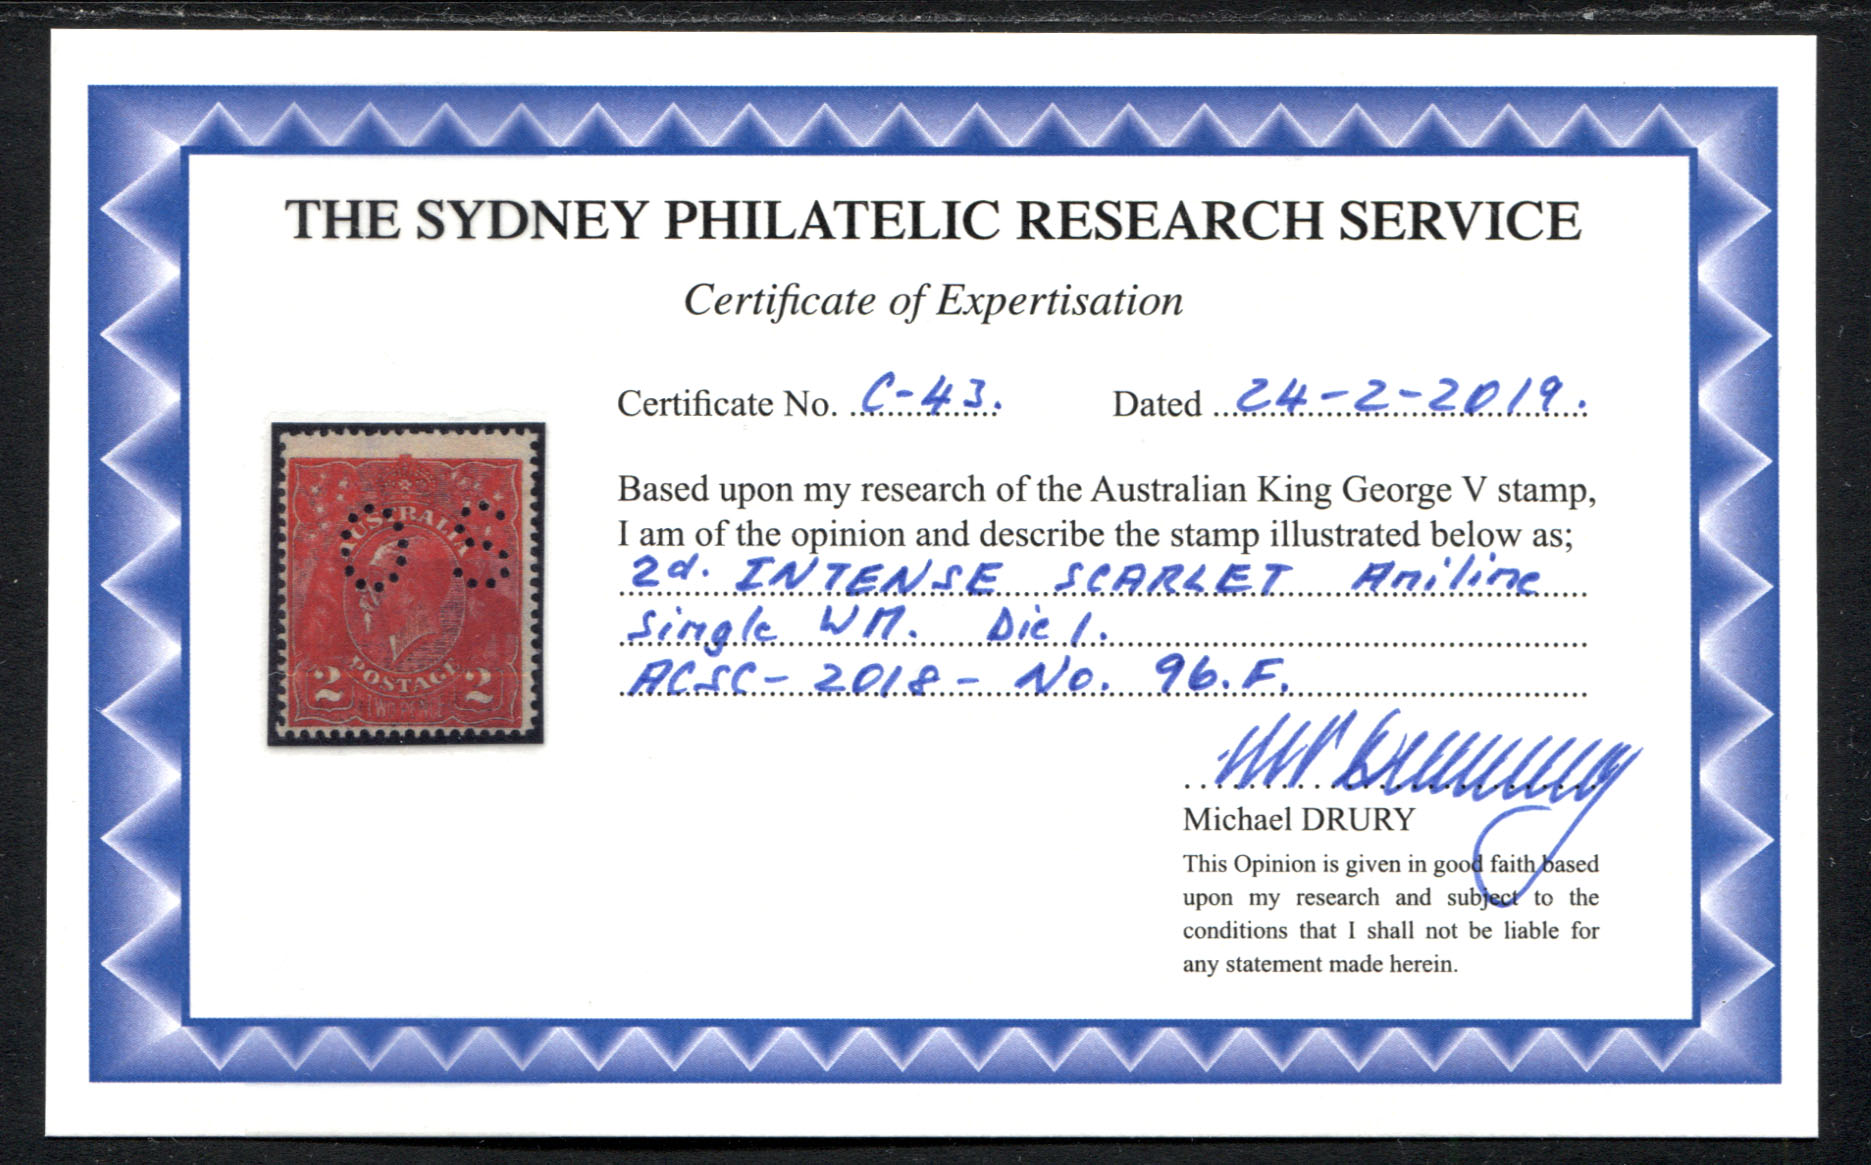 THE SYDNEY PHILATELIC RESEARCH SERVICE
Certificate of Expertisation
Certificate No. C-43. Dated 24-2-2019.
Based upon my research of the Australian King George V stamp,
I am of the opinion and describe the stamp illustrated below as;
2d. INTENSE SCARLET Aniline
Single WM. Die 1.
ACSC-2018- No. 96.F.
AUSTRALIA
OS
POSTAGE
2 TWO PENCE 2
Michael DRURY
This Opinion is given in good faith based
upon my research and subject to the
conditions that I shall not be liable for
any statement made herein.